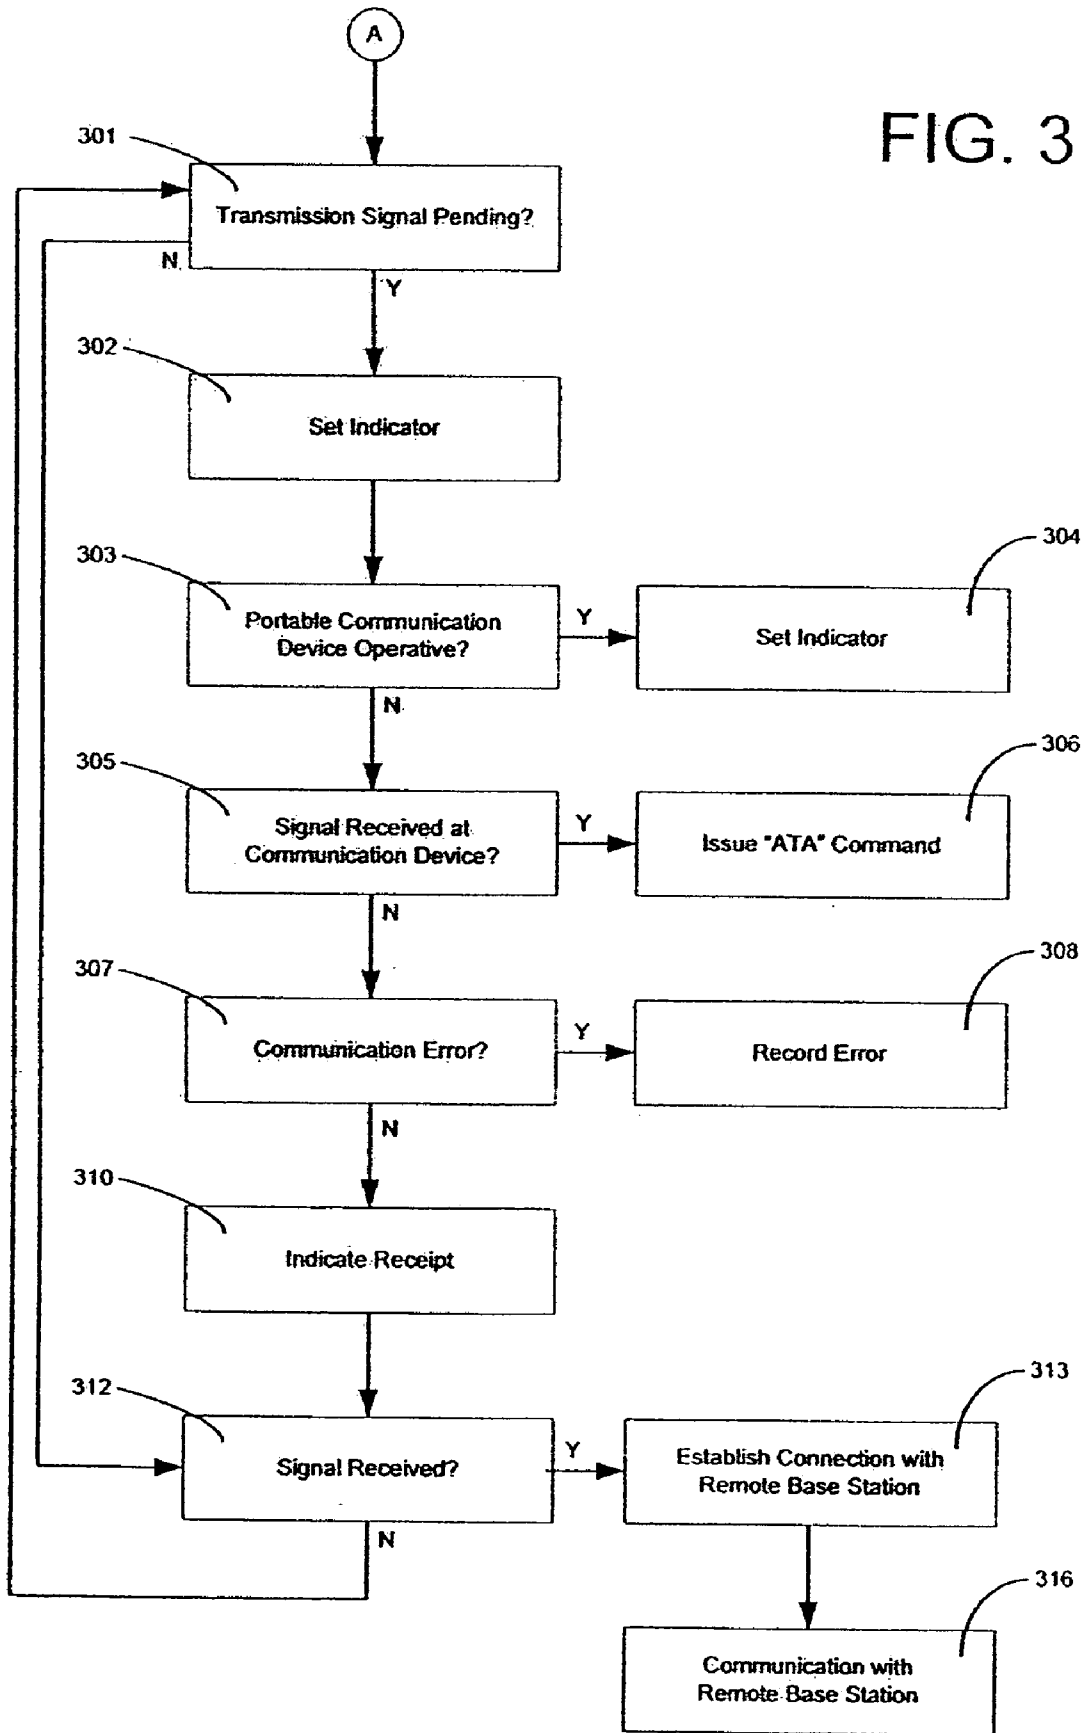 A
FIG. 3
301
Transmission Signal Pending?
N
Y
302
Set Indicator
303
Portable Communication
Device Operative?
Y
N
304
Set Indicator
305
Signal Received at
Communication Device?
Y
N
306
Issue "ATA" Command
307
Communication Error?
Y
N
308
Record Error
310
Indicate Receipt
312
Signal Received?
Y
N
313
Establish Connection with
Remote Base Station
316
Communication with
Remote Base Station